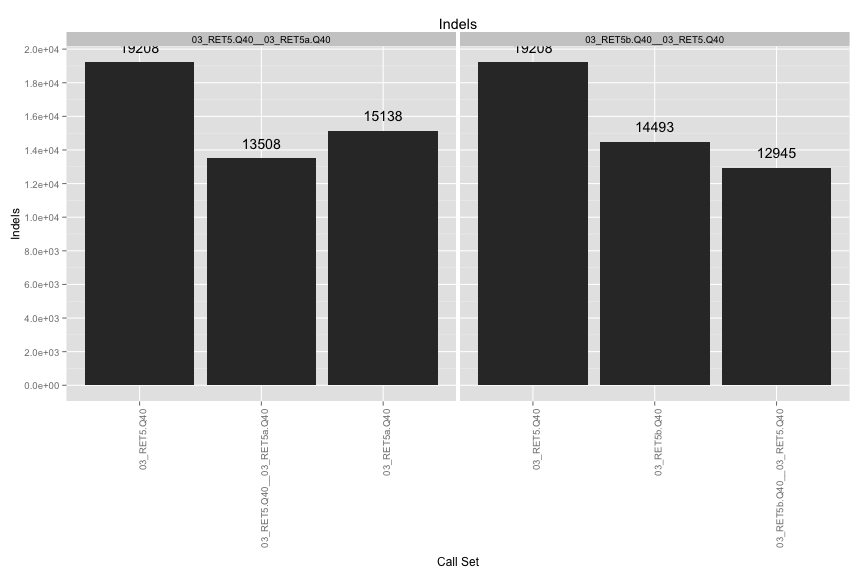 Indels
03_RET5.Q40__03_RET5a.Q40
03_RET5b.Q40__03_RET5.Q40
19208
13508
15138
19208
14493
12945
2.0e+04
1.8e+04
1.6e+04
1.4e+04
1.2e+04
1.0e+04
8.0e+03
6.0e+03
4.0e+03
2.0e+03
0.0e+00
Indels
03_RET5.Q40
03_RET5.Q40__03_RET5a.Q40
03_RET5a.Q40
03_RET5.Q40
03_RET5b.Q40
03_RET5b.Q40__03_RET5.Q40
Call Set